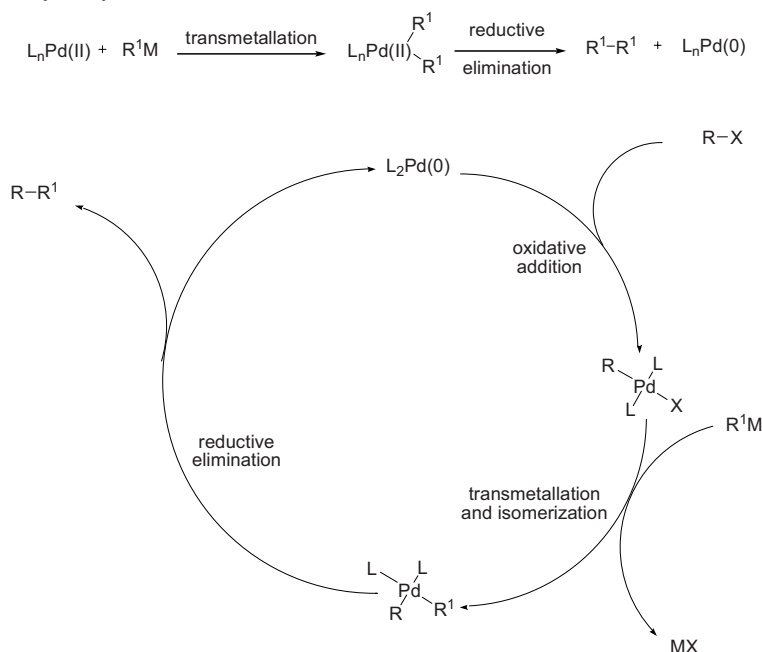 LₙPd(II) + R¹M transmetallation LₙPd(II) R¹ R¹ reductive elimination R¹–R¹ + LₙPd(0)
L₂Pd(0)
R–X
R–R¹
oxidative
addition
R L
Pd
L X
R¹M
reductive
elimination
transmetallation
and isomerization
L L
Pd
R R¹
MX